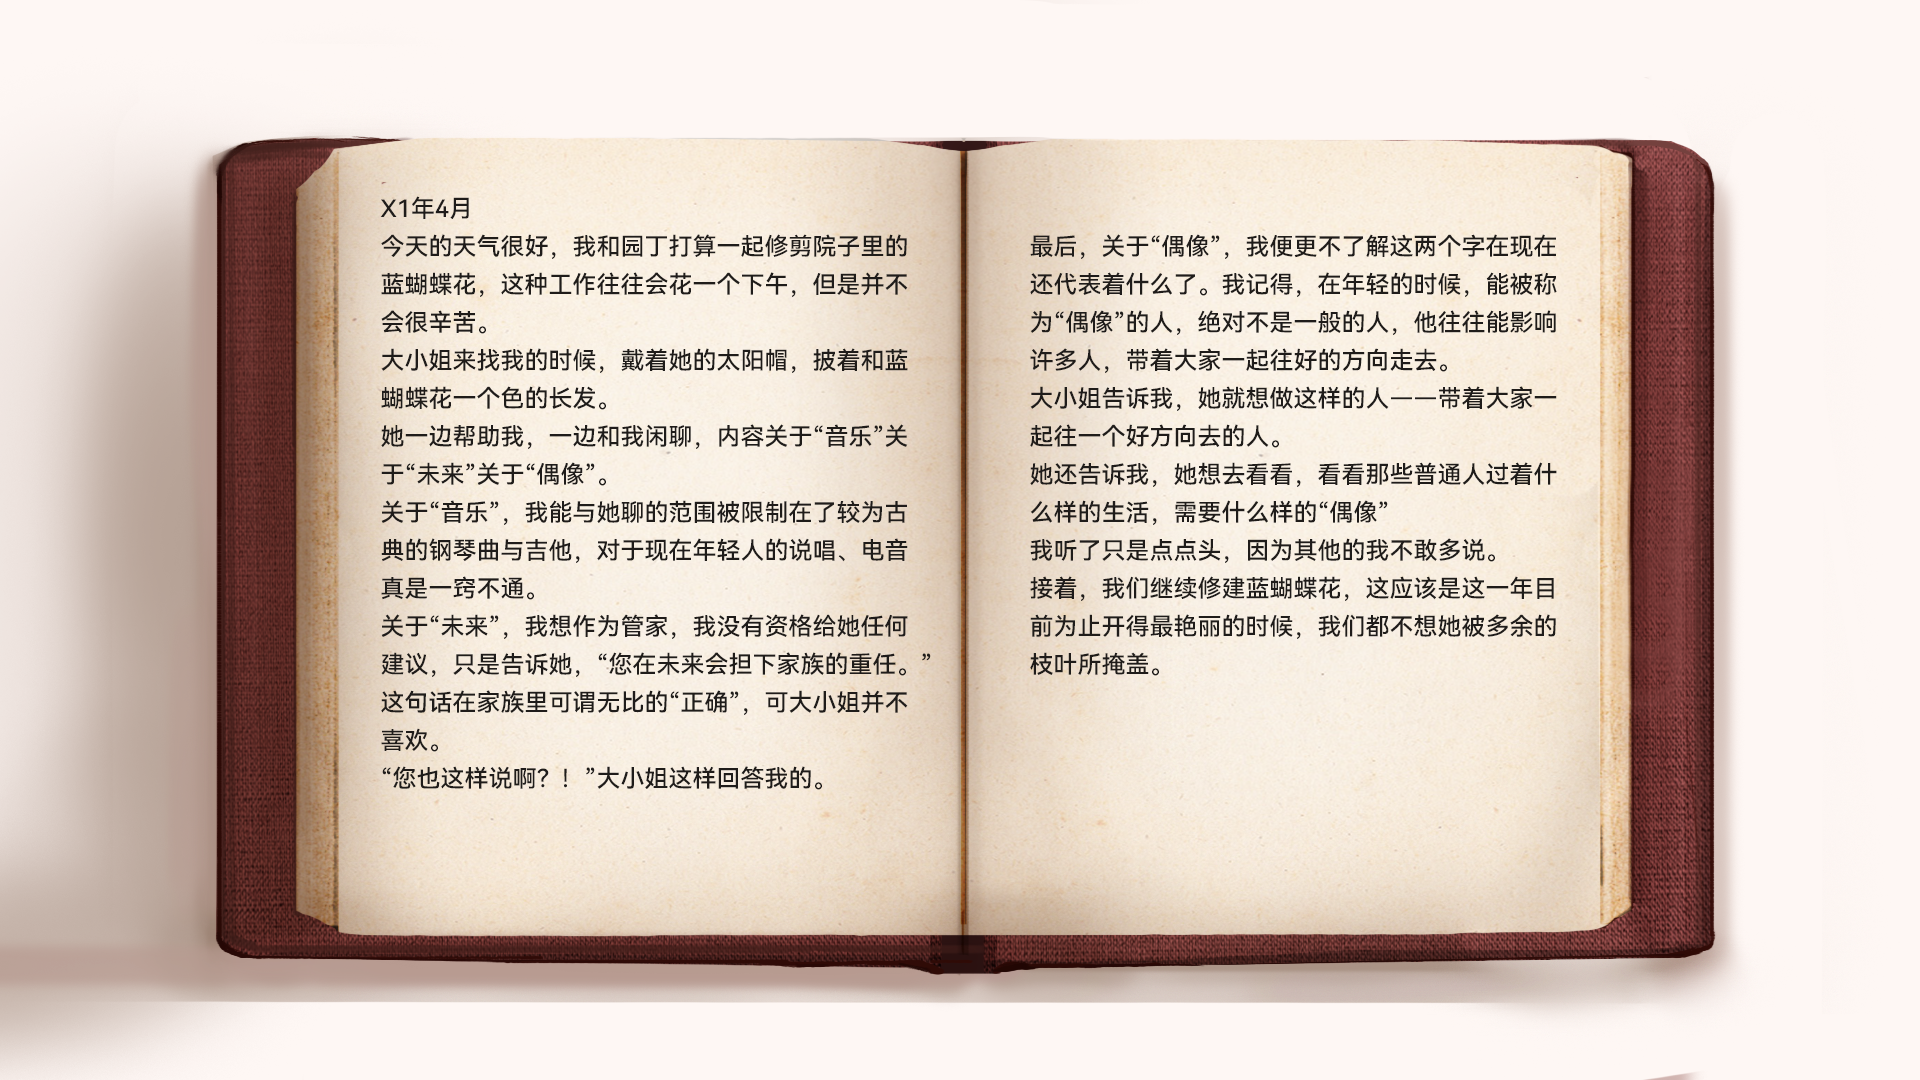 X1年4月
今天的天气很好，我和园丁打算一起修剪院子里的
蓝蝴蝶花，这种工作往往会花一个下午，但是并不
会很辛苦。
大小姐来找我的时候，戴着她的太阳帽，披着和蓝
蝴蝶花一个色的长发。
她一边帮助我，一边和我闲聊，内容关于“音乐”关
于“未来”关于“偶像”。
关于“音乐”，我能与她聊的范围被限制在了较为古
典的钢琴曲与吉他，对于现在年轻人的说唱、电音
真是一窍不通。
关于“未来”，我想作为管家，我没有资格给她任何
建议，只是告诉她，“您在未来会担下家族的重任。”
这句话在家族里可谓无比的“正确”，可大小姐并不
喜欢。
“您也这样说啊？！”大小姐这样回答我的。
最后，关于“偶像”，我便更不了解这两个字在现在
还代表着什么了。我记得，在年轻的时候，能被称
为“偶像”的人，绝对不是一般的人，他往往能影响
许多人，带着大家一起往好的方向走去。
大小姐告诉我，她就想做这样的人——带着大家一
起往一个好方向去的人。
她还告诉我，她想去看看，看看那些普通人过着什
么样的生活，需要什么样的“偶像”
我听了只是点点头，因为其他的我不敢多说。
接着，我们继续修建蓝蝴蝶花，这应该是这一年目
前为止开得最艳丽的时候，我们都不想她被多余的
枝叶所掩盖。